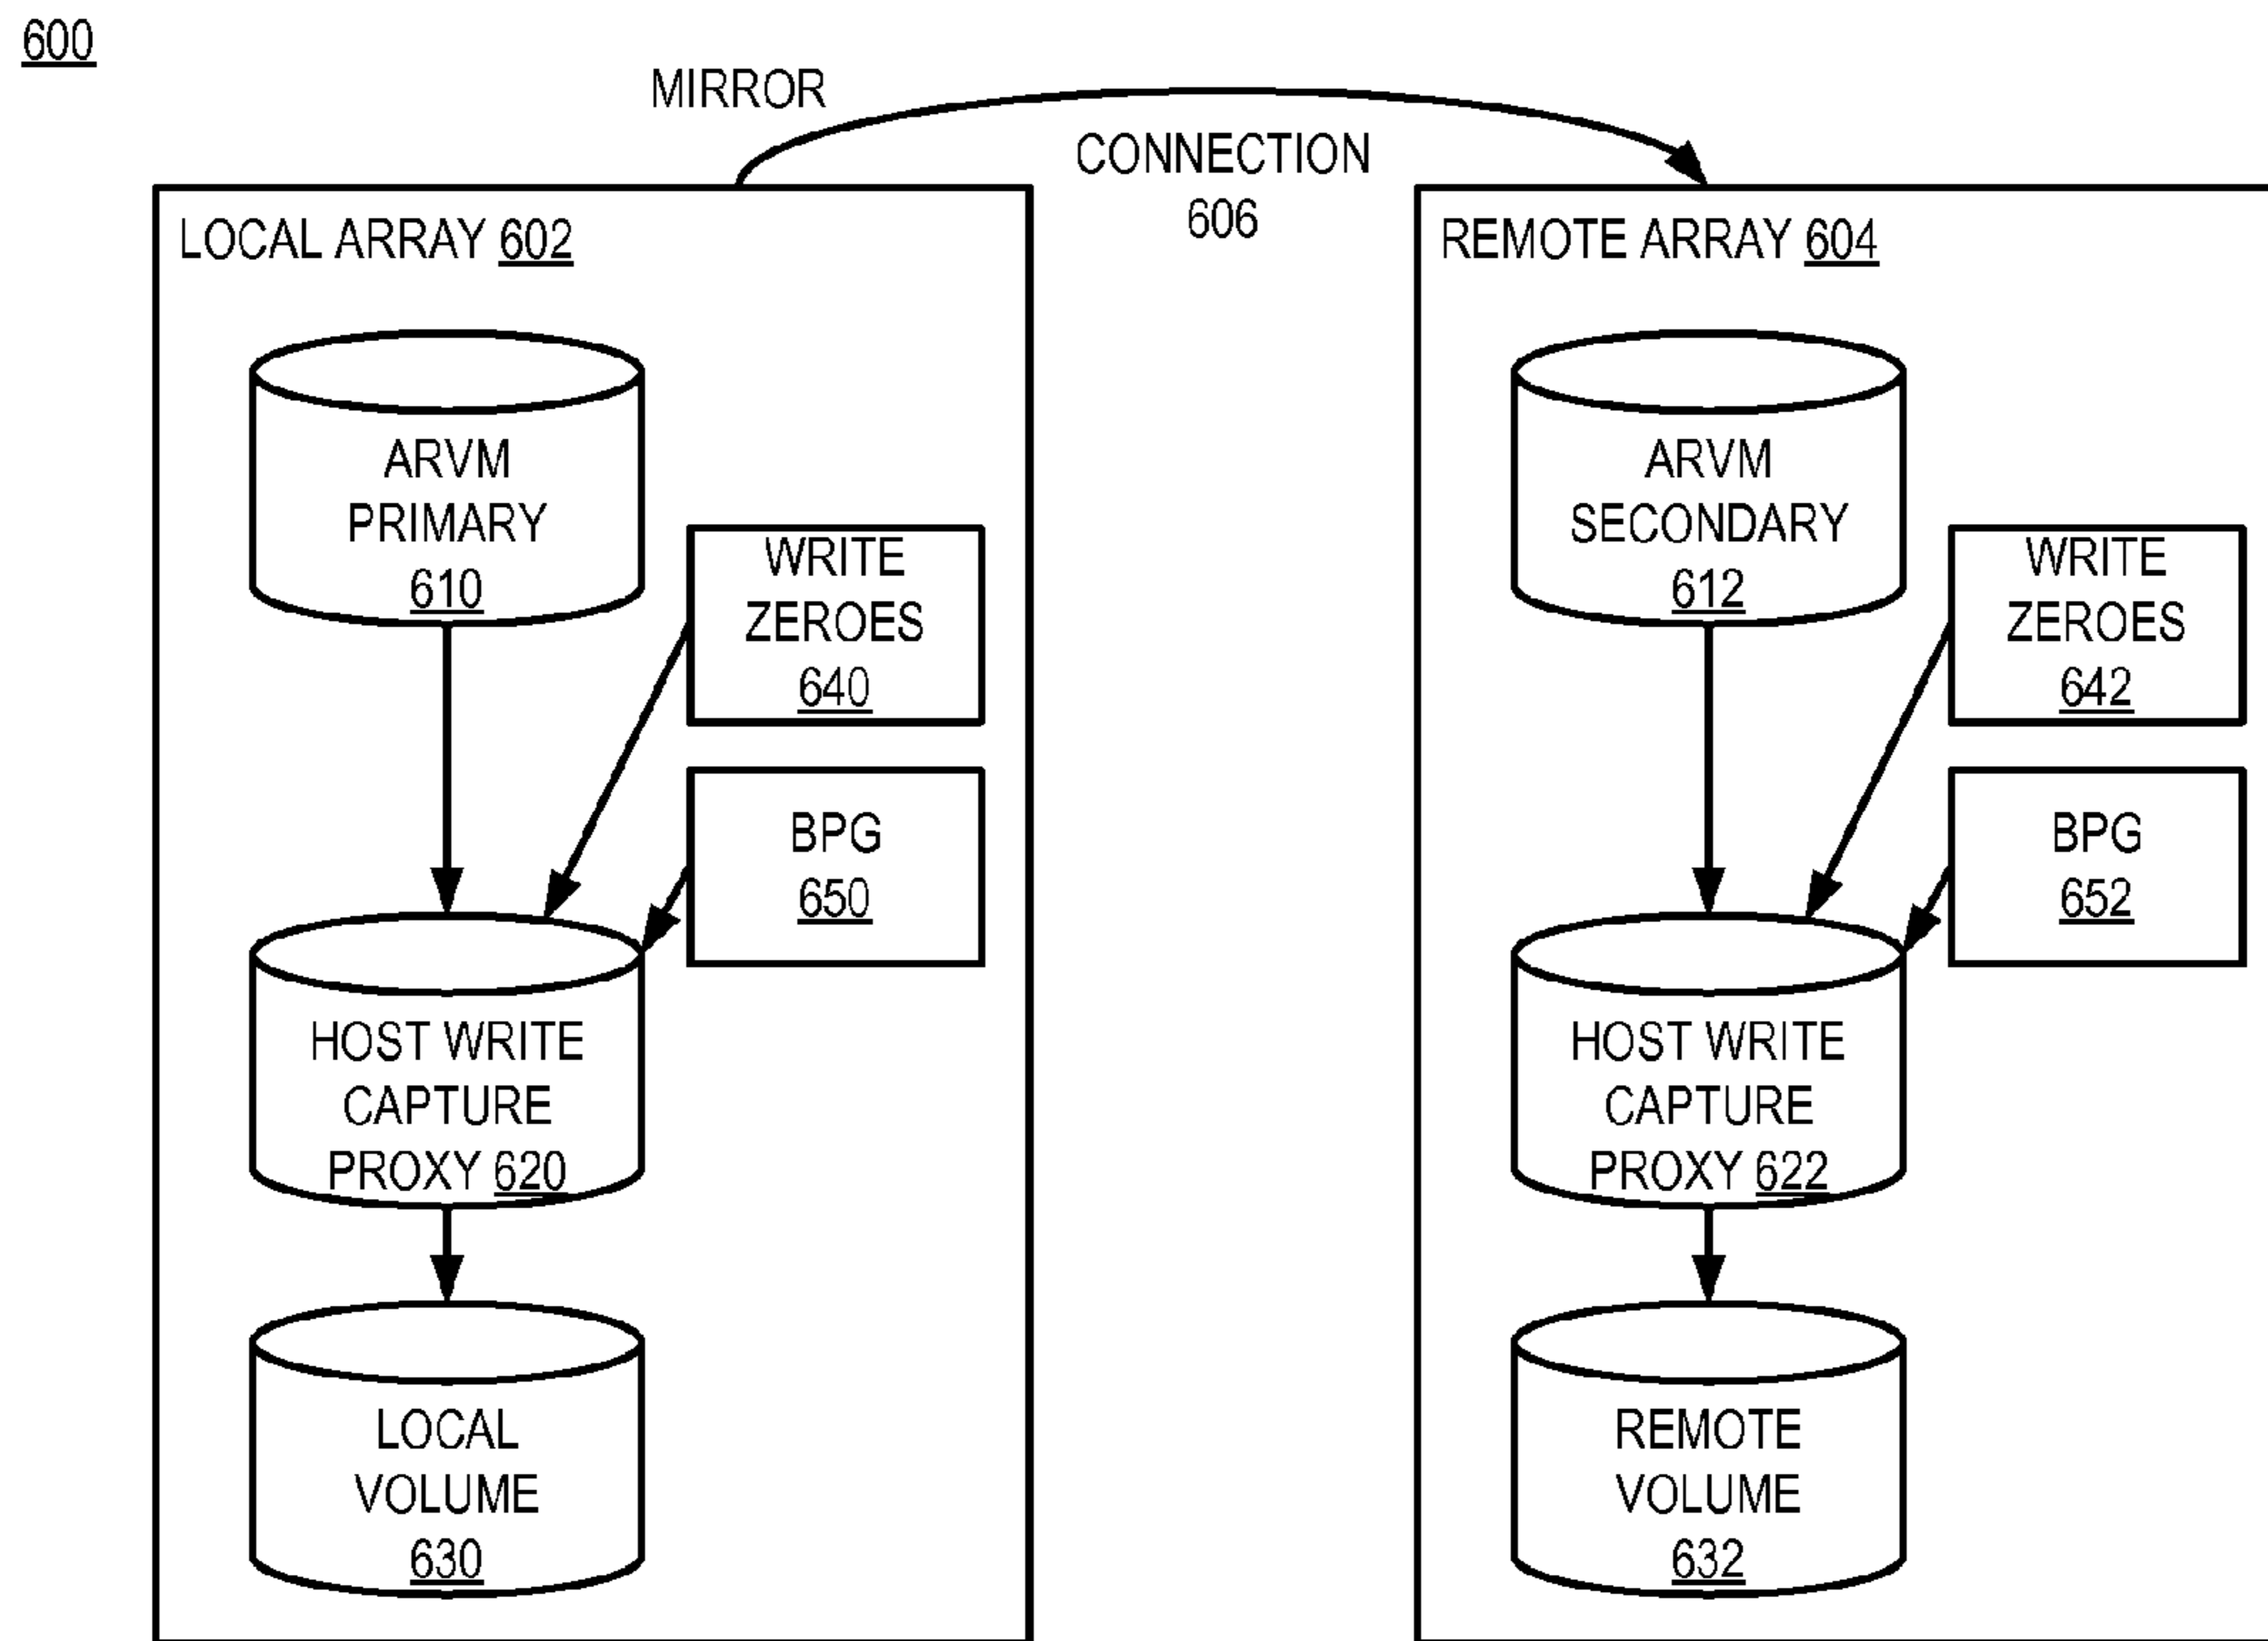 600
MIRROR
CONNECTION
606
LOCAL ARRAY 602
ARVM
PRIMARY
610
WRITE
ZEROES
640
BPG
650
HOST WRITE
CAPTURE
PROXY 620
LOCAL
VOLUME
630
REMOTE ARRAY 604
ARVM
SECONDARY
612
WRITE
ZEROES
642
BPG
652
HOST WRITE
CAPTURE
PROXY 622
REMOTE
VOLUME
632